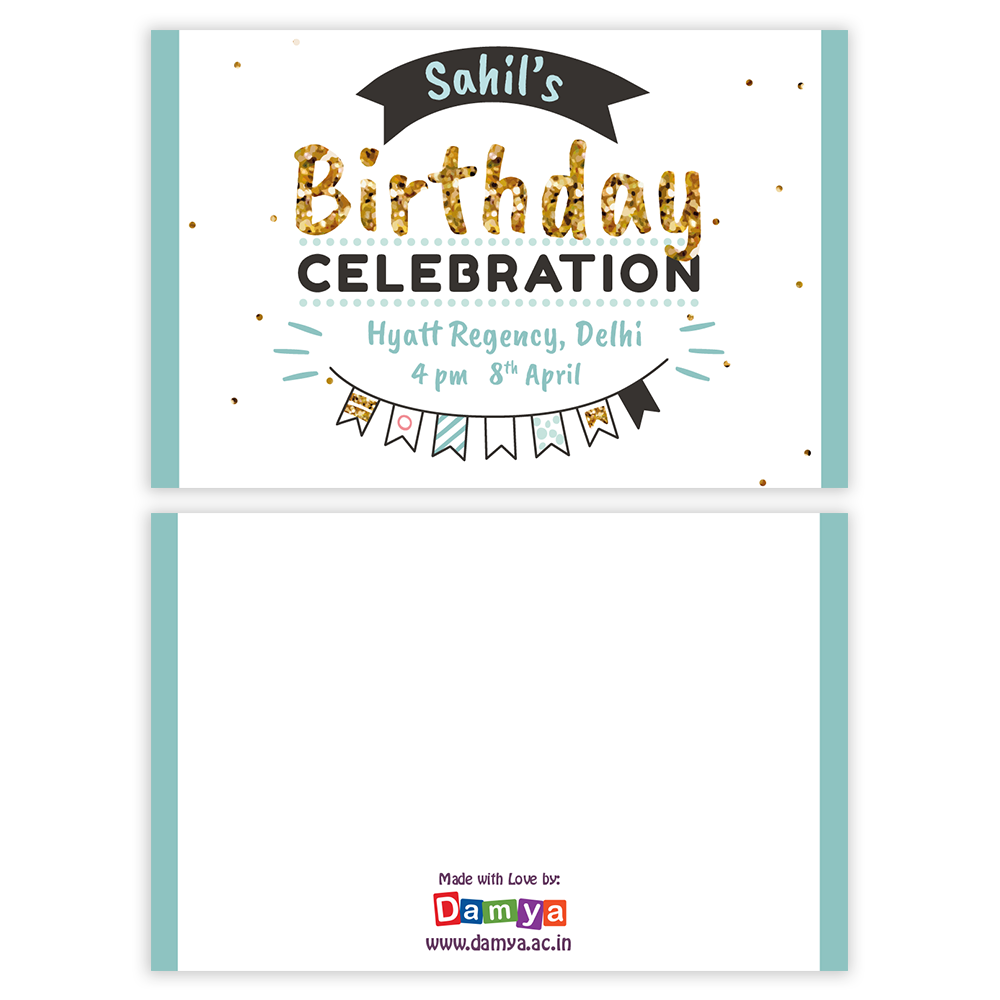 Sahil's
Birthday
CELEBRATION
Hyatt Regency, Delhi
4 pm 8th April
Made with Love by:
Damya
www.damya.ac.in